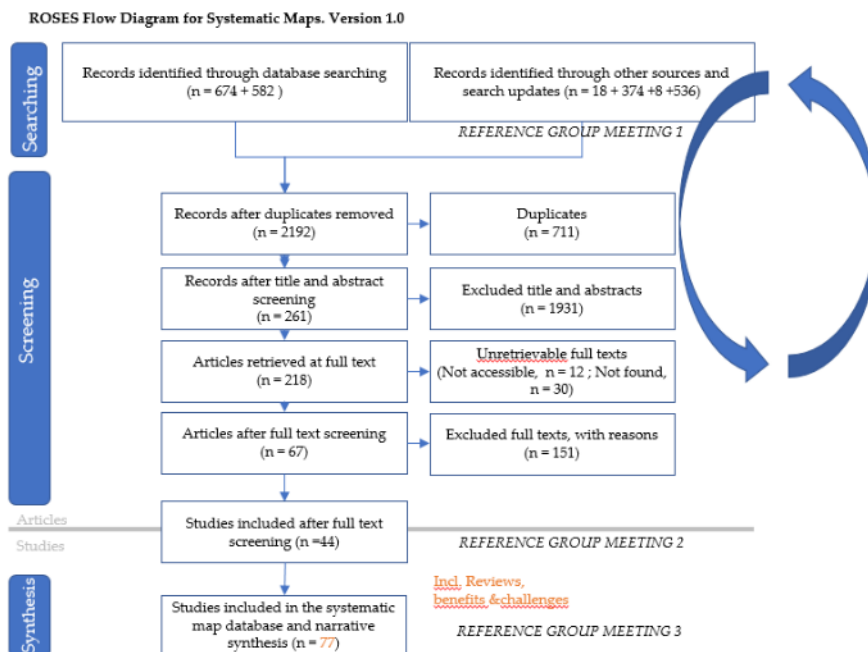 ROSES Flow Diagram for Systematic Maps. Version 1.0
Searching
Records identified through database searching
(n = 674 + 582 )
Records identified through other sources and
search updates (n = 18 + 374 +8 +536)
REFERENCE GROUP MEETING 1
Screening
Records after duplicates removed
(n = 2192)
Duplicates
(n = 711)
Records after title and abstract
screening
(n = 261)
Excluded title and abstracts
(n = 1931)
Articles retrieved at full text
(n = 218)
Unretrievable full texts
(Not accessible, n = 12 ; Not found,
n = 30)
Articles after full text screening
(n = 67)
Excluded full texts, with reasons
(n = 151)
Articles
Studies
Studies included after full text
screening (n =44)
REFERENCE GROUP MEETING 2
Synthesis
Incl. Reviews,
benefits &challenges
Studies included in the systematic
map database and narrative
synthesis (n = 77)
REFERENCE GROUP MEETING 3